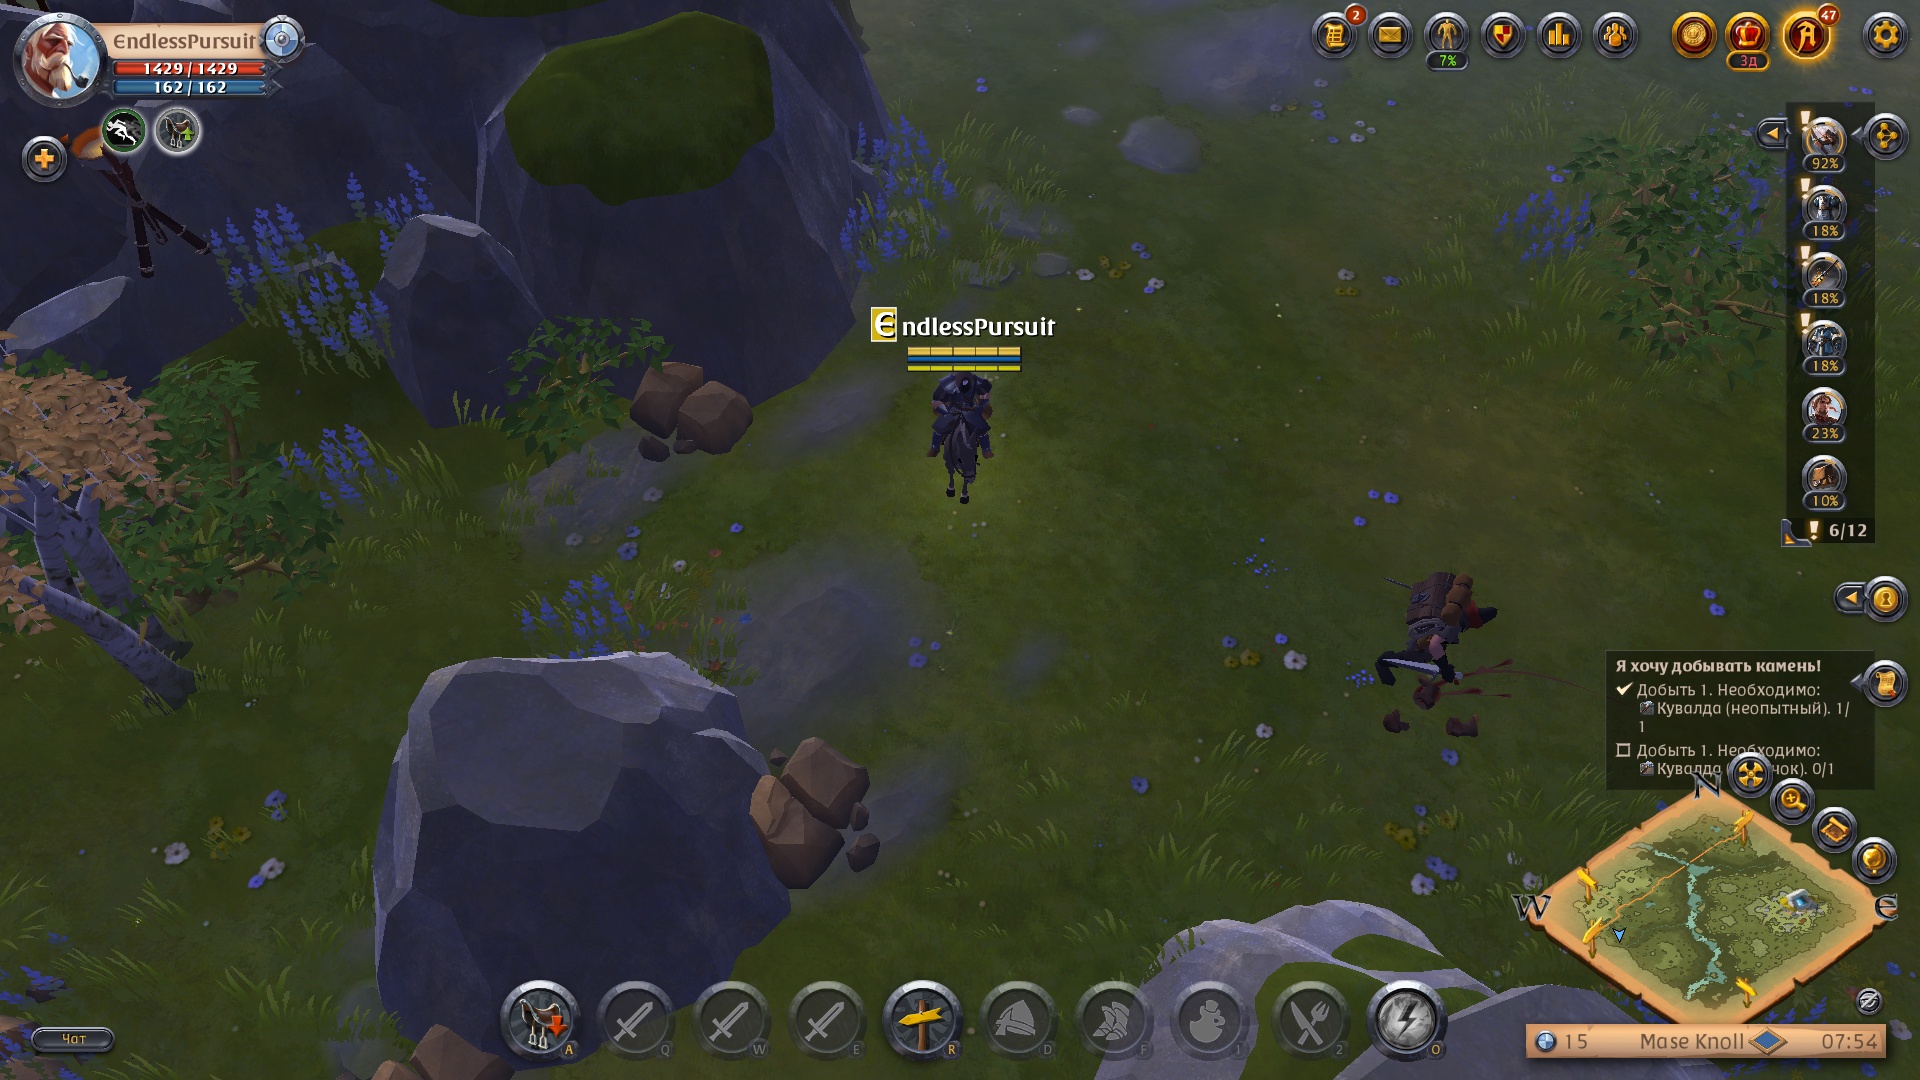 EndlessPursuit
1429 / 1429
162 / 162
2
7%
3д
47
92%
18%
18%
18%
23%
10%
6/12
EndlessPursuit
Я хочу добывать камень!
Добыть 1. Необходимо:
Кувалда (неопытный). 1/
1
Добыть 1. Необходимо:
Кувалда чок). 0/1
N
W
E
A
Q
W
E
R
D
F
1
2
O
Чат
15
Mase Knoll
07:54